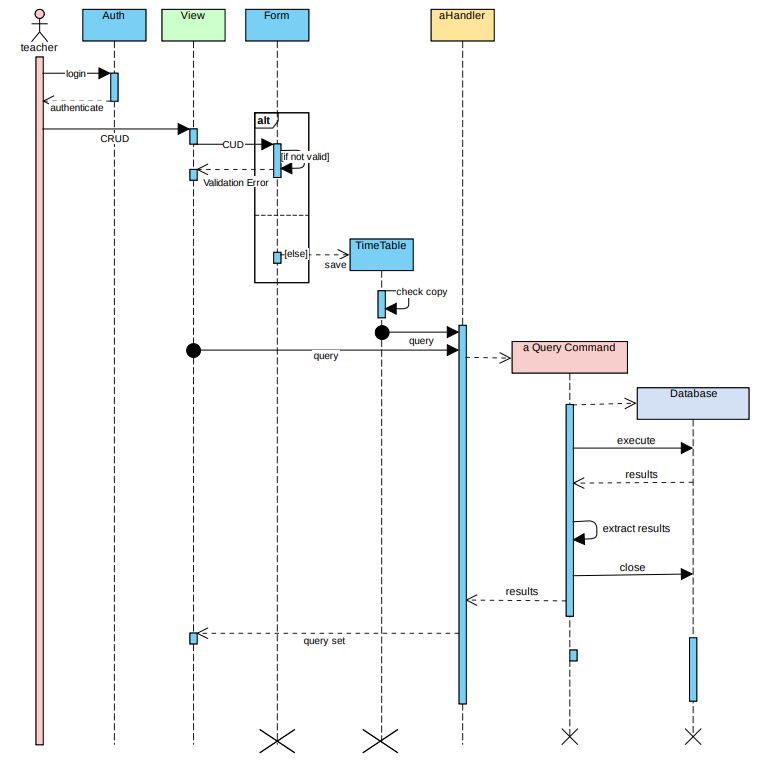 Auth
View
Form
aHandler
teacher
login
authenticate
CRUD
alt
CUD
[if not valid]
Validation Error
TimeTable
[else]
save
check copy
query
query
a Query Command
Database
execute
results
extract results
close
results
query set